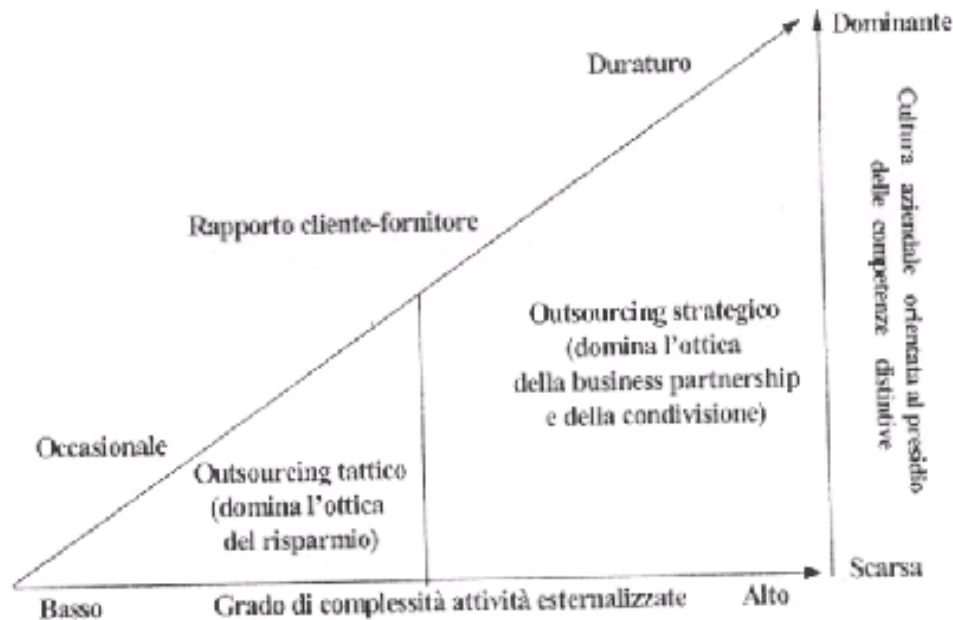 Dominante
Duraturo
Cultura aziendale orientata al presidio
delle competenze distintive
Rapporto cliente-fornitore
Outsourcing strategico
(domina l'ottica
della business partnership
e della condivisione)
Occasionale
Outsourcing tattico
(domina l'ottica
del risparmio)
Scarsa
Basso
Grado di complessità attività esternalizzate
Alto